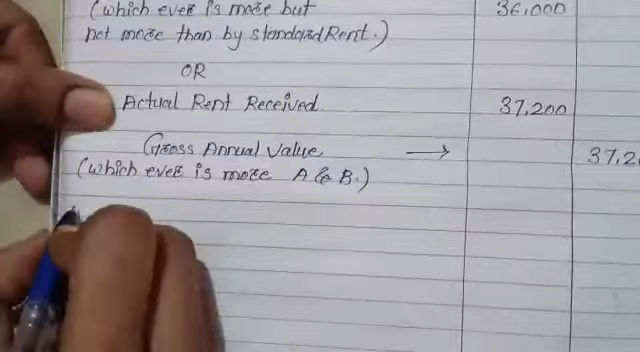 (which ever is more but 36,000
not more than by standard Rent.)
OR
Actual Rent Received 37,200
Gross Annual Value →
(which ever is more A & B.)